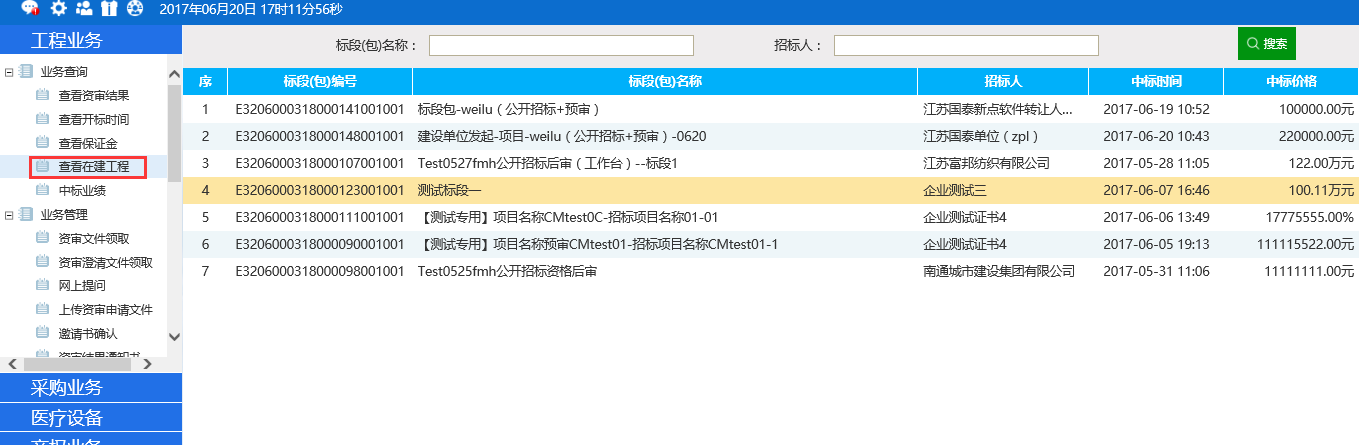 2017年06月20日 17时11分56秒
工程业务
业务查询
查看资审结果
查看开标时间
查看保证金
查看在建工程
中标业绩
业务管理
资审文件领取
资审澄清文件领取
网上提问
上传资审申请文件
邀请书确认
资审结果通知书
采购业务
医疗设备
产权业务
标段(包)名称： 招标人： 搜索
序 标段(包)编号 标段(包)名称 招标人 中标时间 中标价格
1 E3206000318000141001001 标段包-weilu（公开招标+预审） 江苏国泰新点软件转让人... 2017-06-19 10:52 100000.00元
2 E3206000318000148001001 建设单位发起-项目-weilu（公开招标+预审）-0620 江苏国泰单位（zpl） 2017-06-20 10:43 220000.00元
3 E3206000318000107001001 Test0527fmh公开招标后审（工作台）--标段1 江苏富邦纺织有限公司 2017-05-28 11:05 122.00万元
4 E3206000318000123001001 测试标段一 企业测试三 2017-06-07 16:46 100.11万元
5 E3206000318000111001001 【测试专用】项目名称CMtest0C-招标项目名称01-01 企业测试证书4 2017-06-06 13:49 17775555.00%
6 E3206000318000090001001 【测试专用】项目名称预审CMtest01-招标项目名称CMtest01-1 企业测试证书4 2017-06-05 19:13 111115522.00元
7 E3206000318000098001001 Test0525fmh公开招标资格后审 南通城市建设集团有限公司 2017-05-31 11:06 11111111.00元